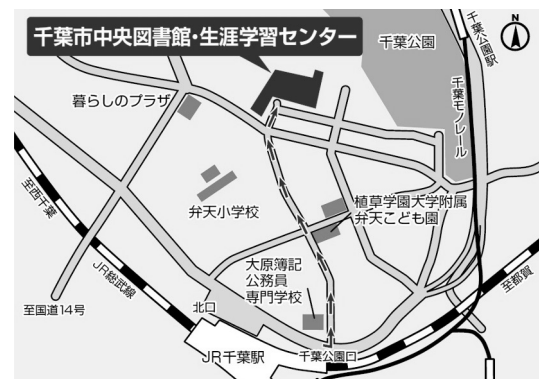 千葉市中央図書館・生涯学習センター
N
千葉公園
千葉公園駅
千葉モノレール
暮らしのプラザ
弁天小学校
植草学園大学附属
弁天こども園
至西千葉
JR総武線
大原簿記
公務員
専門学校
至国道14号
北口
至都賀
JR千葉駅
千葉公園口